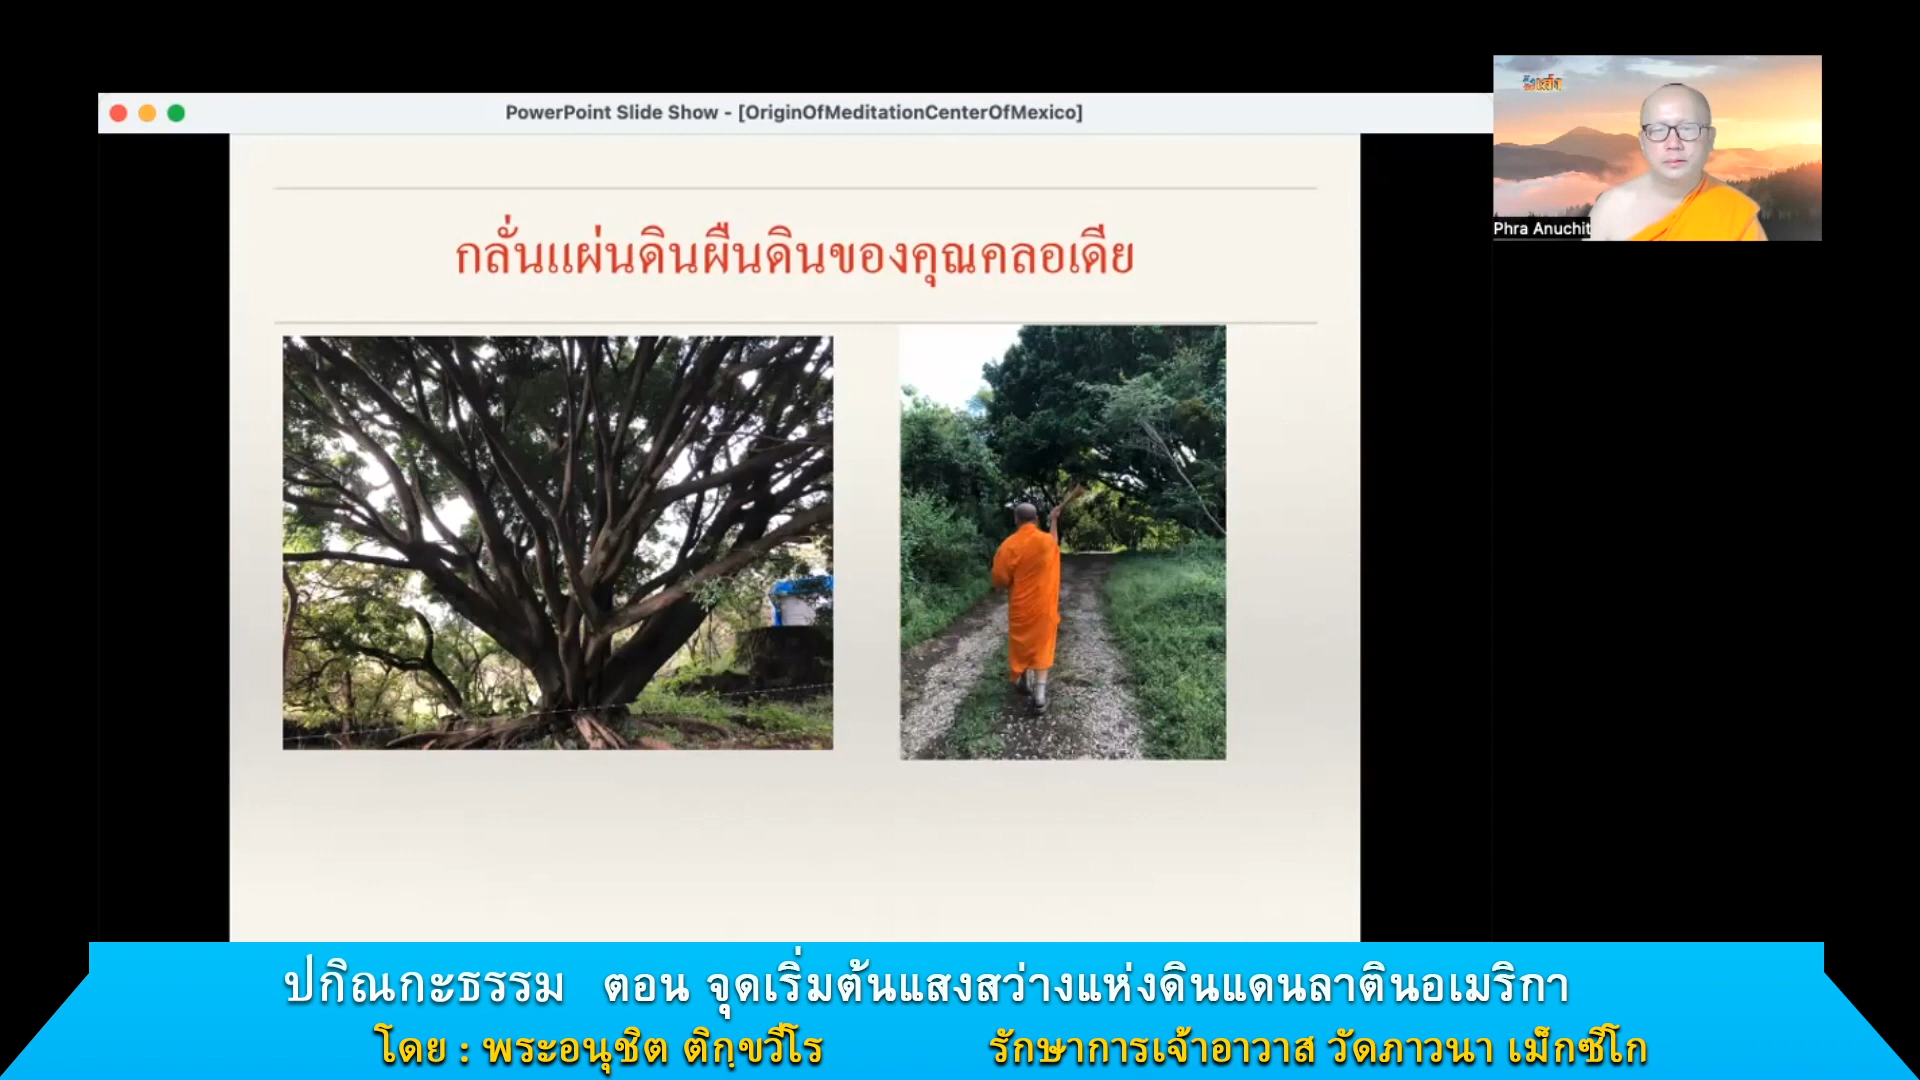 PowerPoint Slide Show - [OriginOfMeditationCenterOfMexico]
Phra Anuchit
กลั่นแผ่นดินผืนดินของคุณคลอเดีย
ปกิณกะธรรม ตอน จุดเริ่มต้นแสงสว่างแห่งดินแดนลาตินอเมริกา
โดย : พระอนุชิต ติกฺขวีโร รักษาการเจ้าอาวาส วัดภาวนา เม็กซิโก